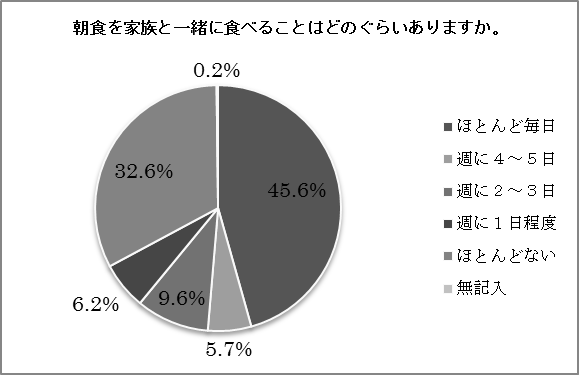 朝食を家族と一緒に食べることはどのぐらいありますか。
0.2%
32.6%
45.6%
6.2%
9.6%
5.7%
ほとんど毎日
週に４～５日
週に２～３日
週に１日程度
ほとんどない
無記入